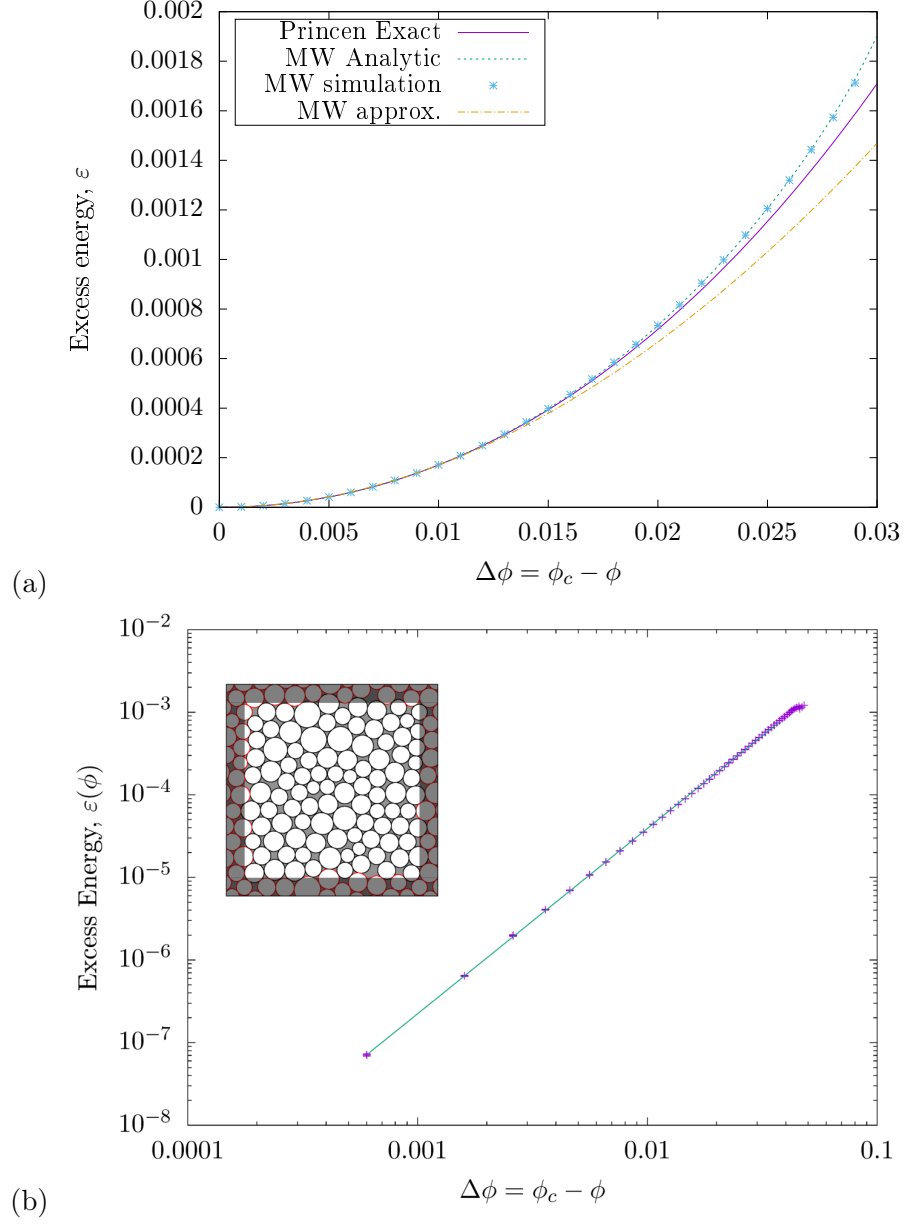 0.002
0.0018
0.0016
0.0014
0.0012
0.001
0.0008
0.0006
0.0004
0.0002
0
Excess energy, ε
Princen Exact
MW Analytic
MW simulation
MW approx.
0 0.005 0.01 0.015 0.02 0.025 0.03
Δϕ = ϕ_c − ϕ
(a)
10^−2
10^−3
10^−4
10^−5
10^−6
10^−7
10^−8
Excess Energy, ε(ϕ)
0.0001 0.001 0.01 0.1
Δϕ = ϕ_c − ϕ
(b)